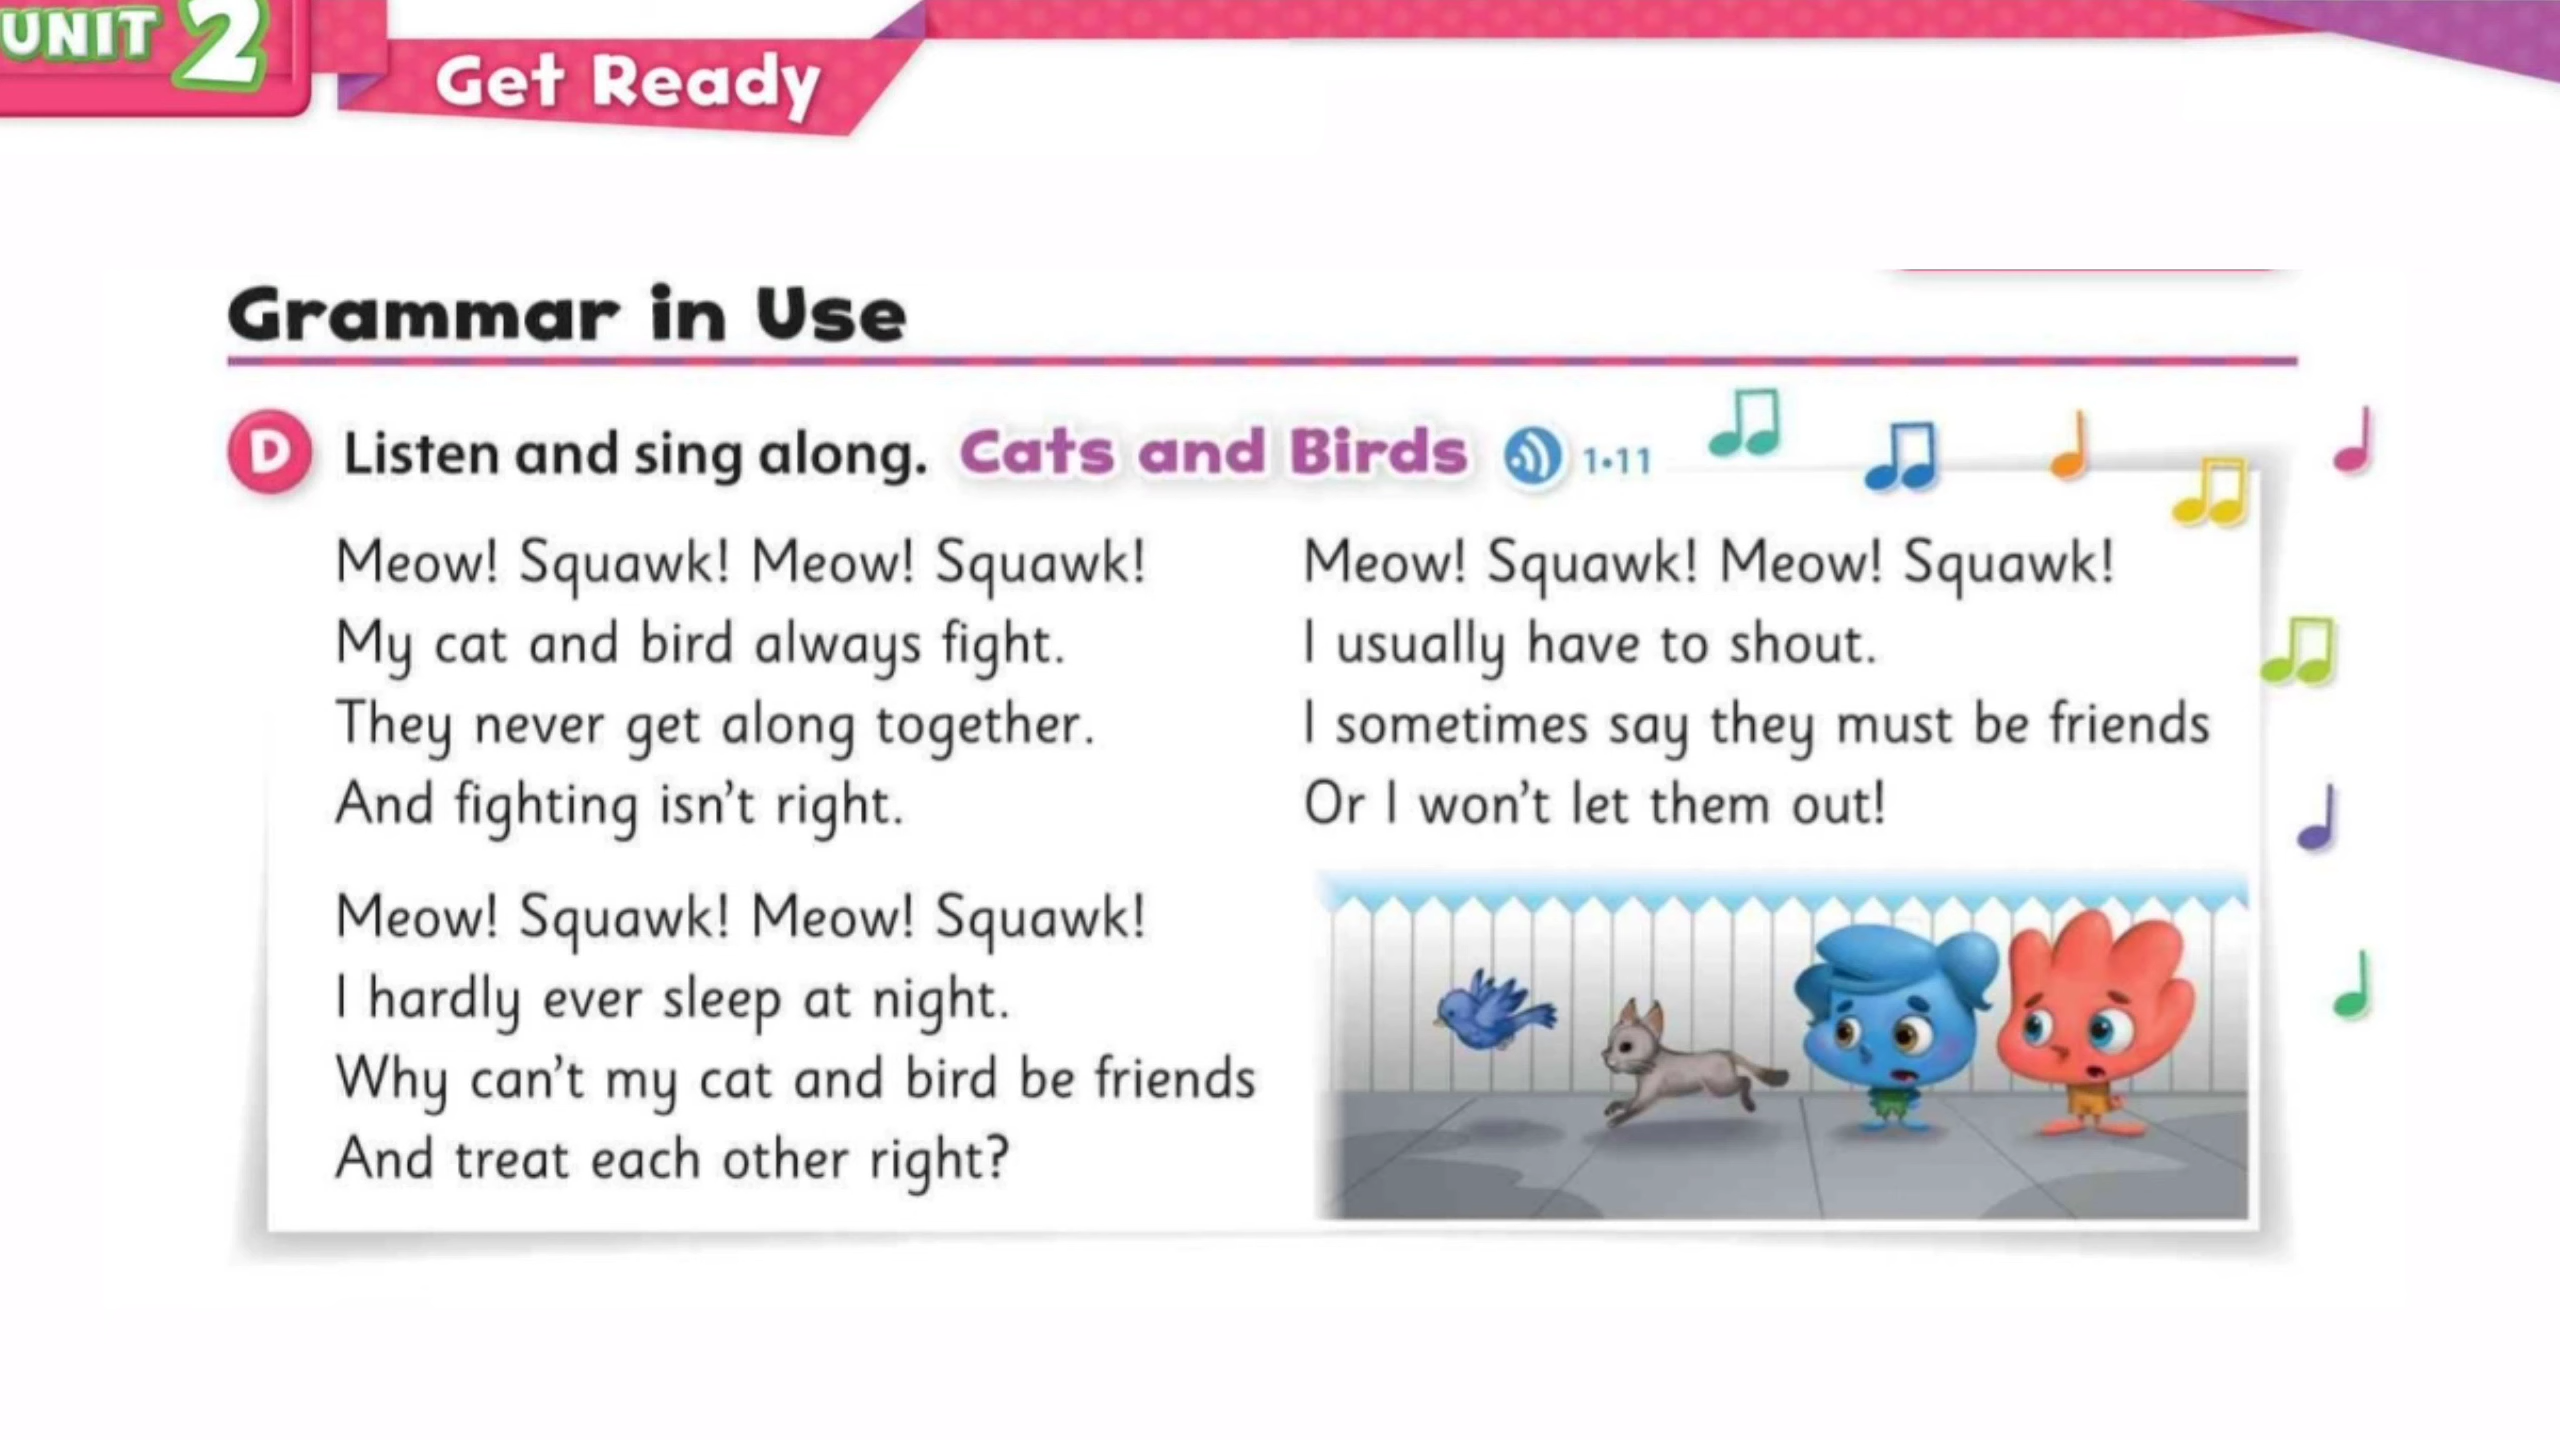 UNIT 2
Get Ready
Grammar in Use
D Listen and sing along. Cats and Birds 1•11
Meow! Squawk! Meow! Squawk!
My cat and bird always fight.
They never get along together.
And fighting isn't right.
Meow! Squawk! Meow! Squawk!
I hardly ever sleep at night.
Why can't my cat and bird be friends
And treat each other right?
Meow! Squawk! Meow! Squawk!
I usually have to shout.
I sometimes say they must be friends
Or I won't let them out!